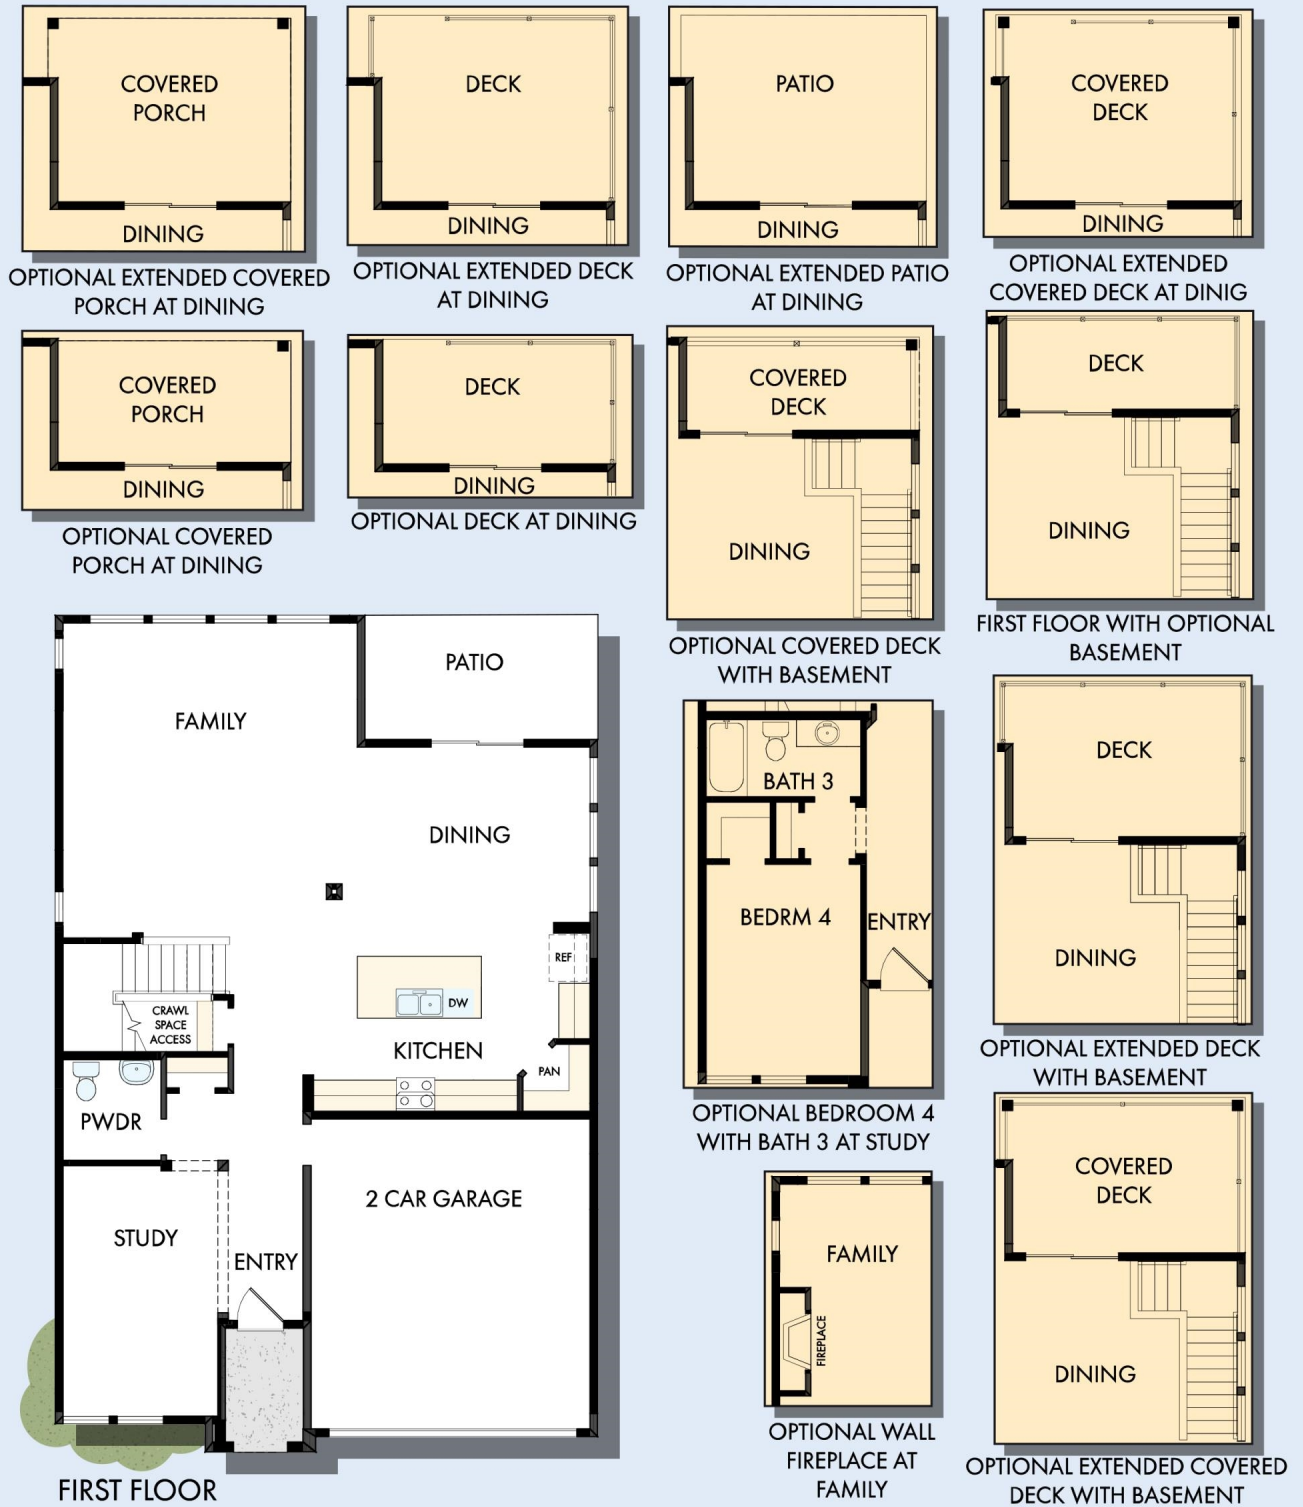 COVERED
PORCH
DINING
OPTIONAL EXTENDED COVERED
PORCH AT DINING
DECK
DINING
OPTIONAL EXTENDED DECK
AT DINING
PATIO
DINING
OPTIONAL EXTENDED PATIO
AT DINING
COVERED
DECK
DINING
OPTIONAL EXTENDED
COVERED DECK AT DINIG
COVERED
PORCH
DINING
OPTIONAL COVERED
PORCH AT DINING
DECK
DINING
OPTIONAL DECK AT DINING
COVERED
DECK
DINING
OPTIONAL COVERED DECK
WITH BASEMENT
DECK
DINING
FIRST FLOOR WITH OPTIONAL
BASEMENT
PATIO
FAMILY
DINING
REF
DW
CRAWL
SPACE
ACCESS
KITCHEN
PAN
PWDR
2 CAR GARAGE
STUDY
ENTRY
FIRST FLOOR
BATH 3
BEDRM 4
ENTRY
OPTIONAL BEDROOM 4
WITH BATH 3 AT STUDY
DECK
DINING
OPTIONAL EXTENDED DECK
WITH BASEMENT
FAMILY
FIREPLACE
OPTIONAL WALL
FIREPLACE AT
FAMILY
COVERED
DECK
DINING
OPTIONAL EXTENDED COVERED
DECK WITH BASEMENT